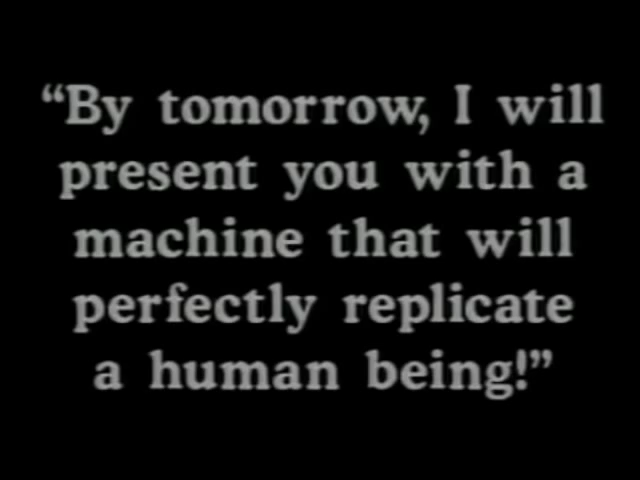 “By tomorrow, I will
present you with a
machine that will
perfectly replicate
a human being!”